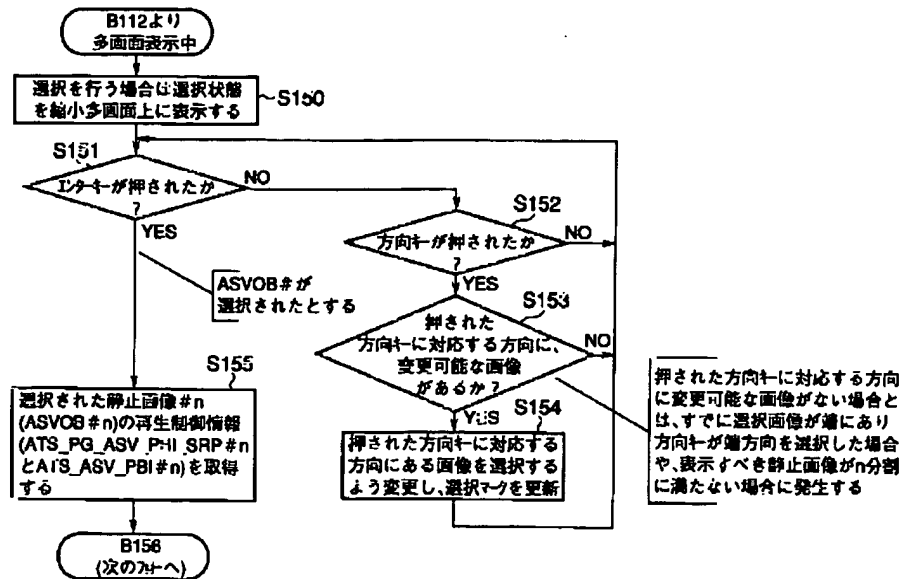 B112より
多画面表示中
選択を行う場合は選択状態
を縮小多画面上に表示する
S150
S151
エンターキーが押されたか
?
NO
YES
S152
方向キーが押されたか
?
NO
YES
ASVOB#が
選択されたとする
S153
押された
方向キーに対応する方向に、
変更可能な画像
があるか?
NO
YES
S154
押された方向キーに対応する
方向にある画像を選択する
よう変更し、選択マークを更新
押された方向キーに対応する方向
に変更可能な画像がない場合と
は、すでに選択画像が端にあり
方向キーが端方向を選択した場合
や、表示すべき静止画像がn分割
に満たない場合に発生する
S155
選択された静止画像#n
(ASVOB#n)の再生制御情報
(ATS_PG_ASV_PHI_SRP#n
とATS_ASV_PBI#n)を取得
する
B156
(次のフローへ)